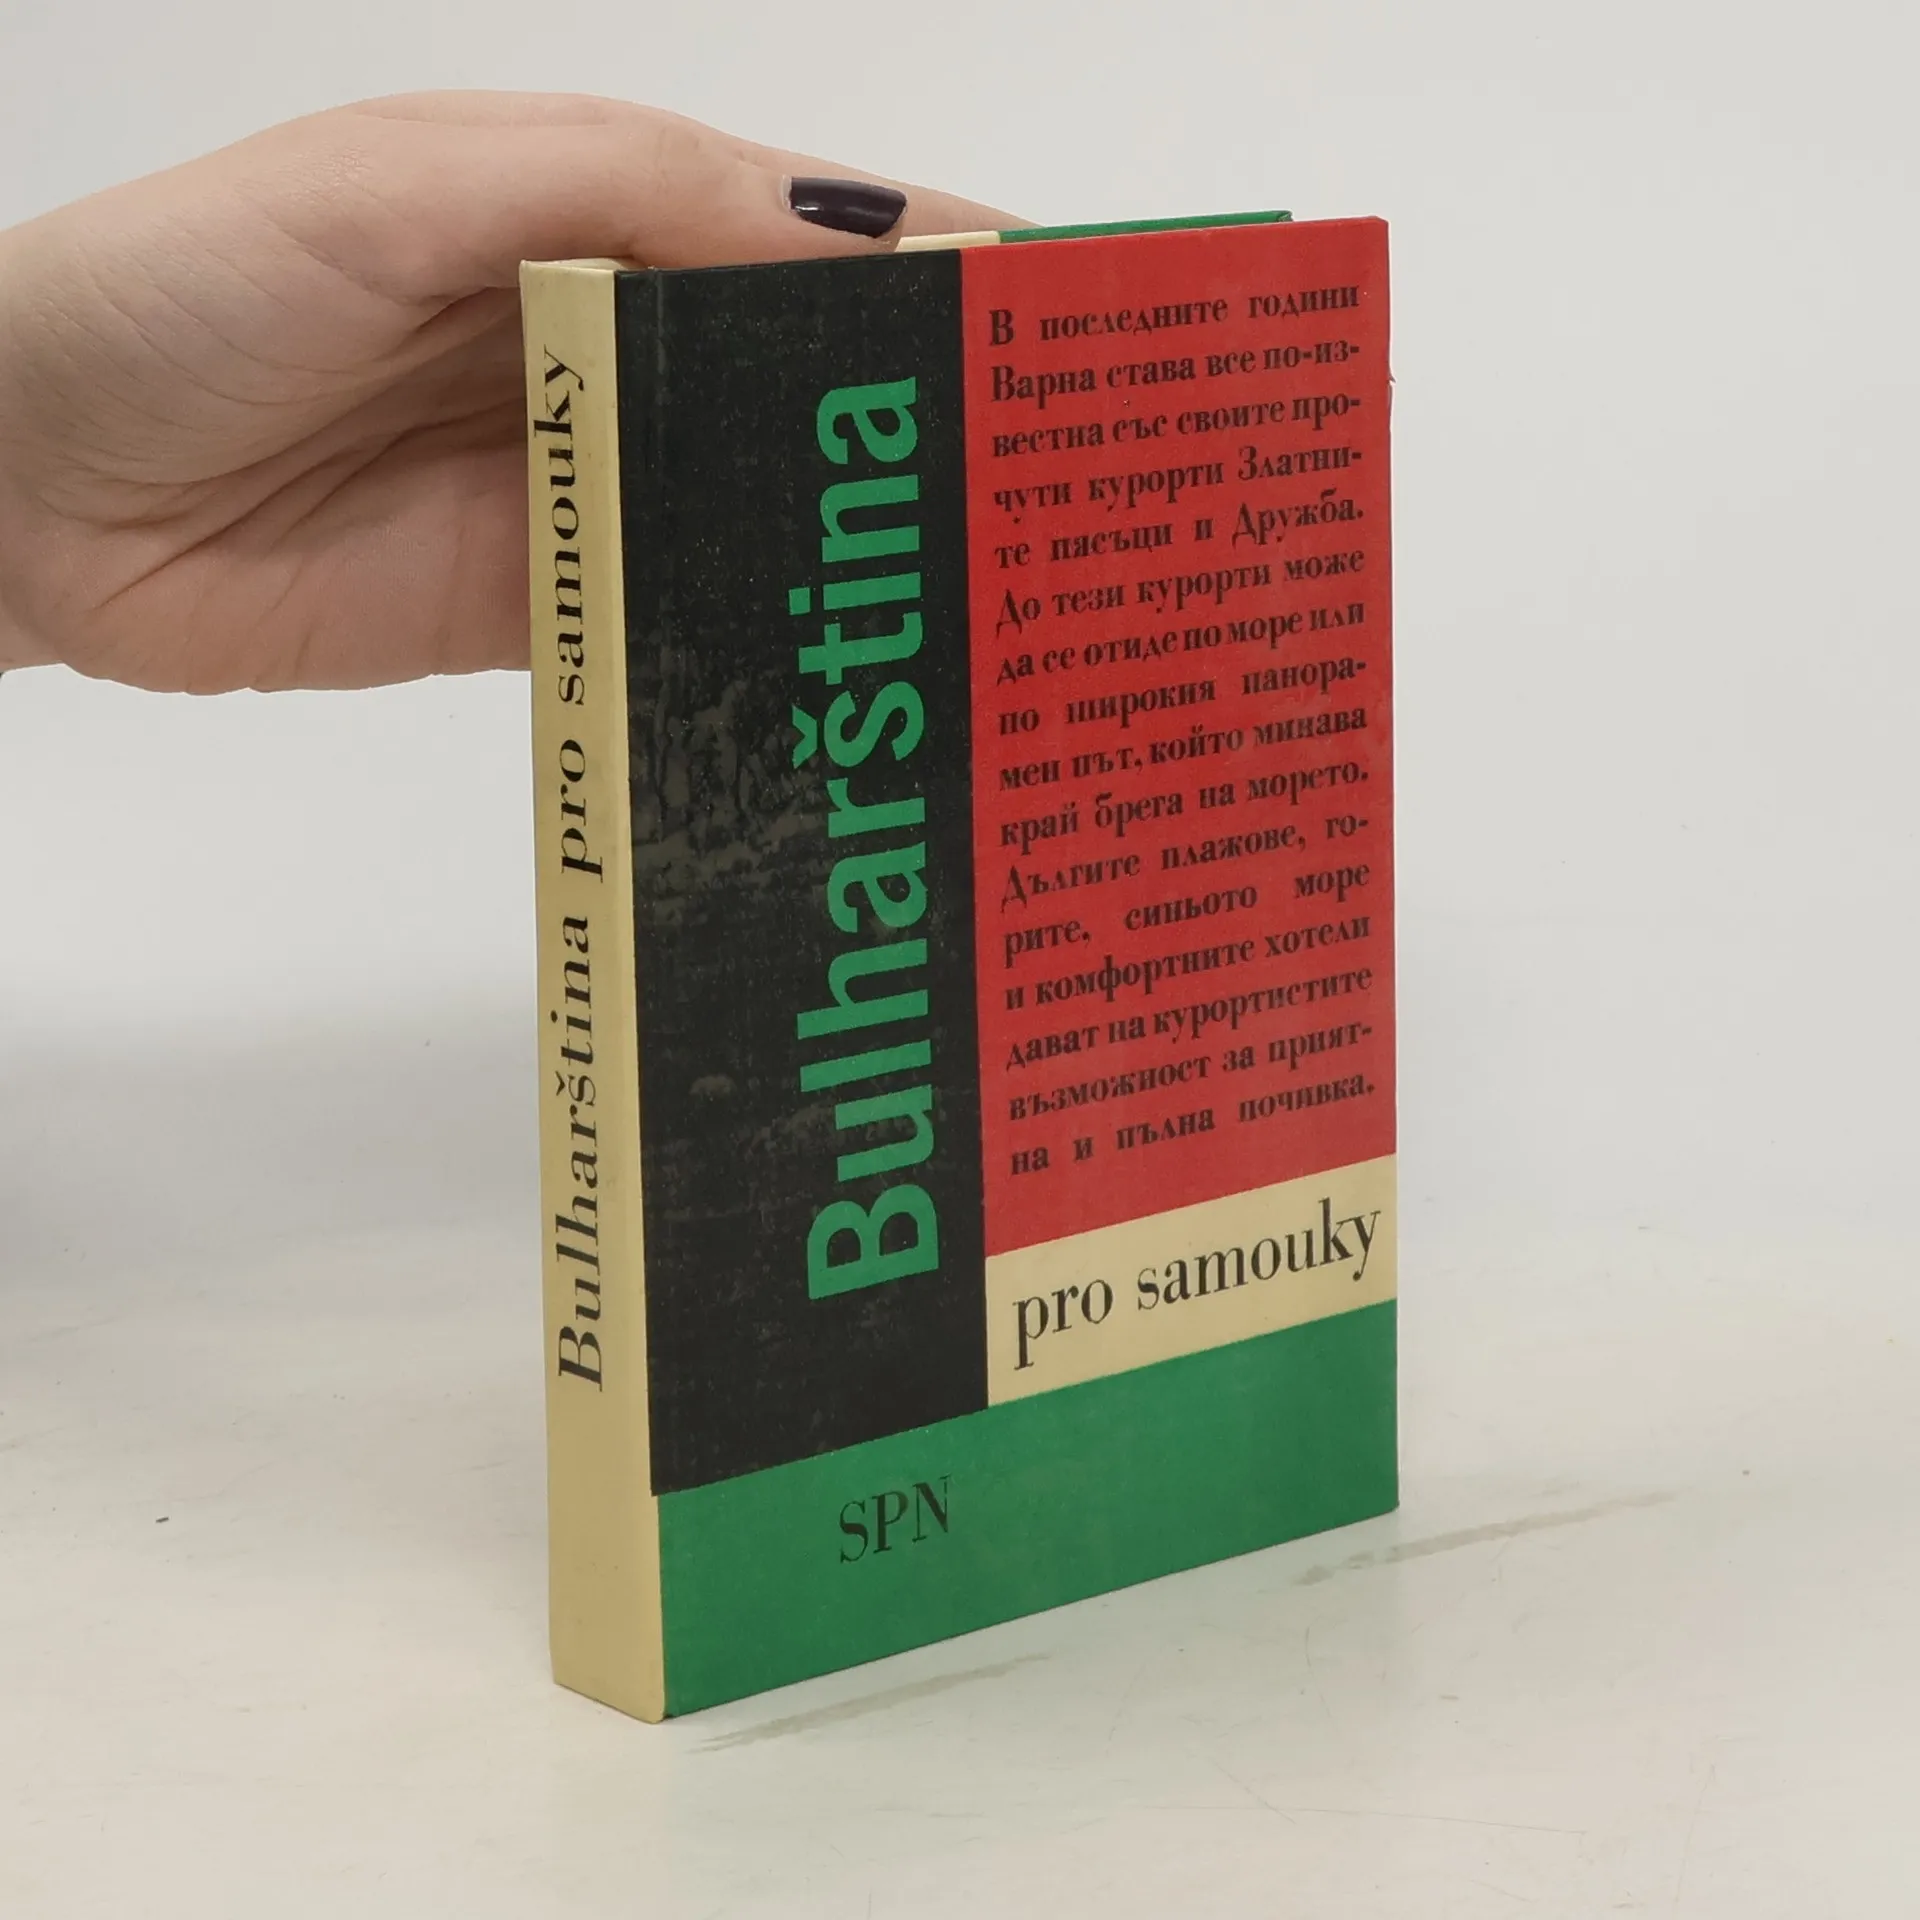 Bulharština pro samouky
Bulharština
В последните години
Варна става все по-из-
вестна със своите про-
чути курорти Златни-
те пясъци и Дружба.
До тези курорти може
да се отиде по море или
по широкия панора-
мен път, който минава
край брега на морето.
Дългите плажове, го-
рите, синьото море
и комфортните хотели
дават на курортистите
възможност за прият-
на и пълна почивка.
pro samouky
SPN